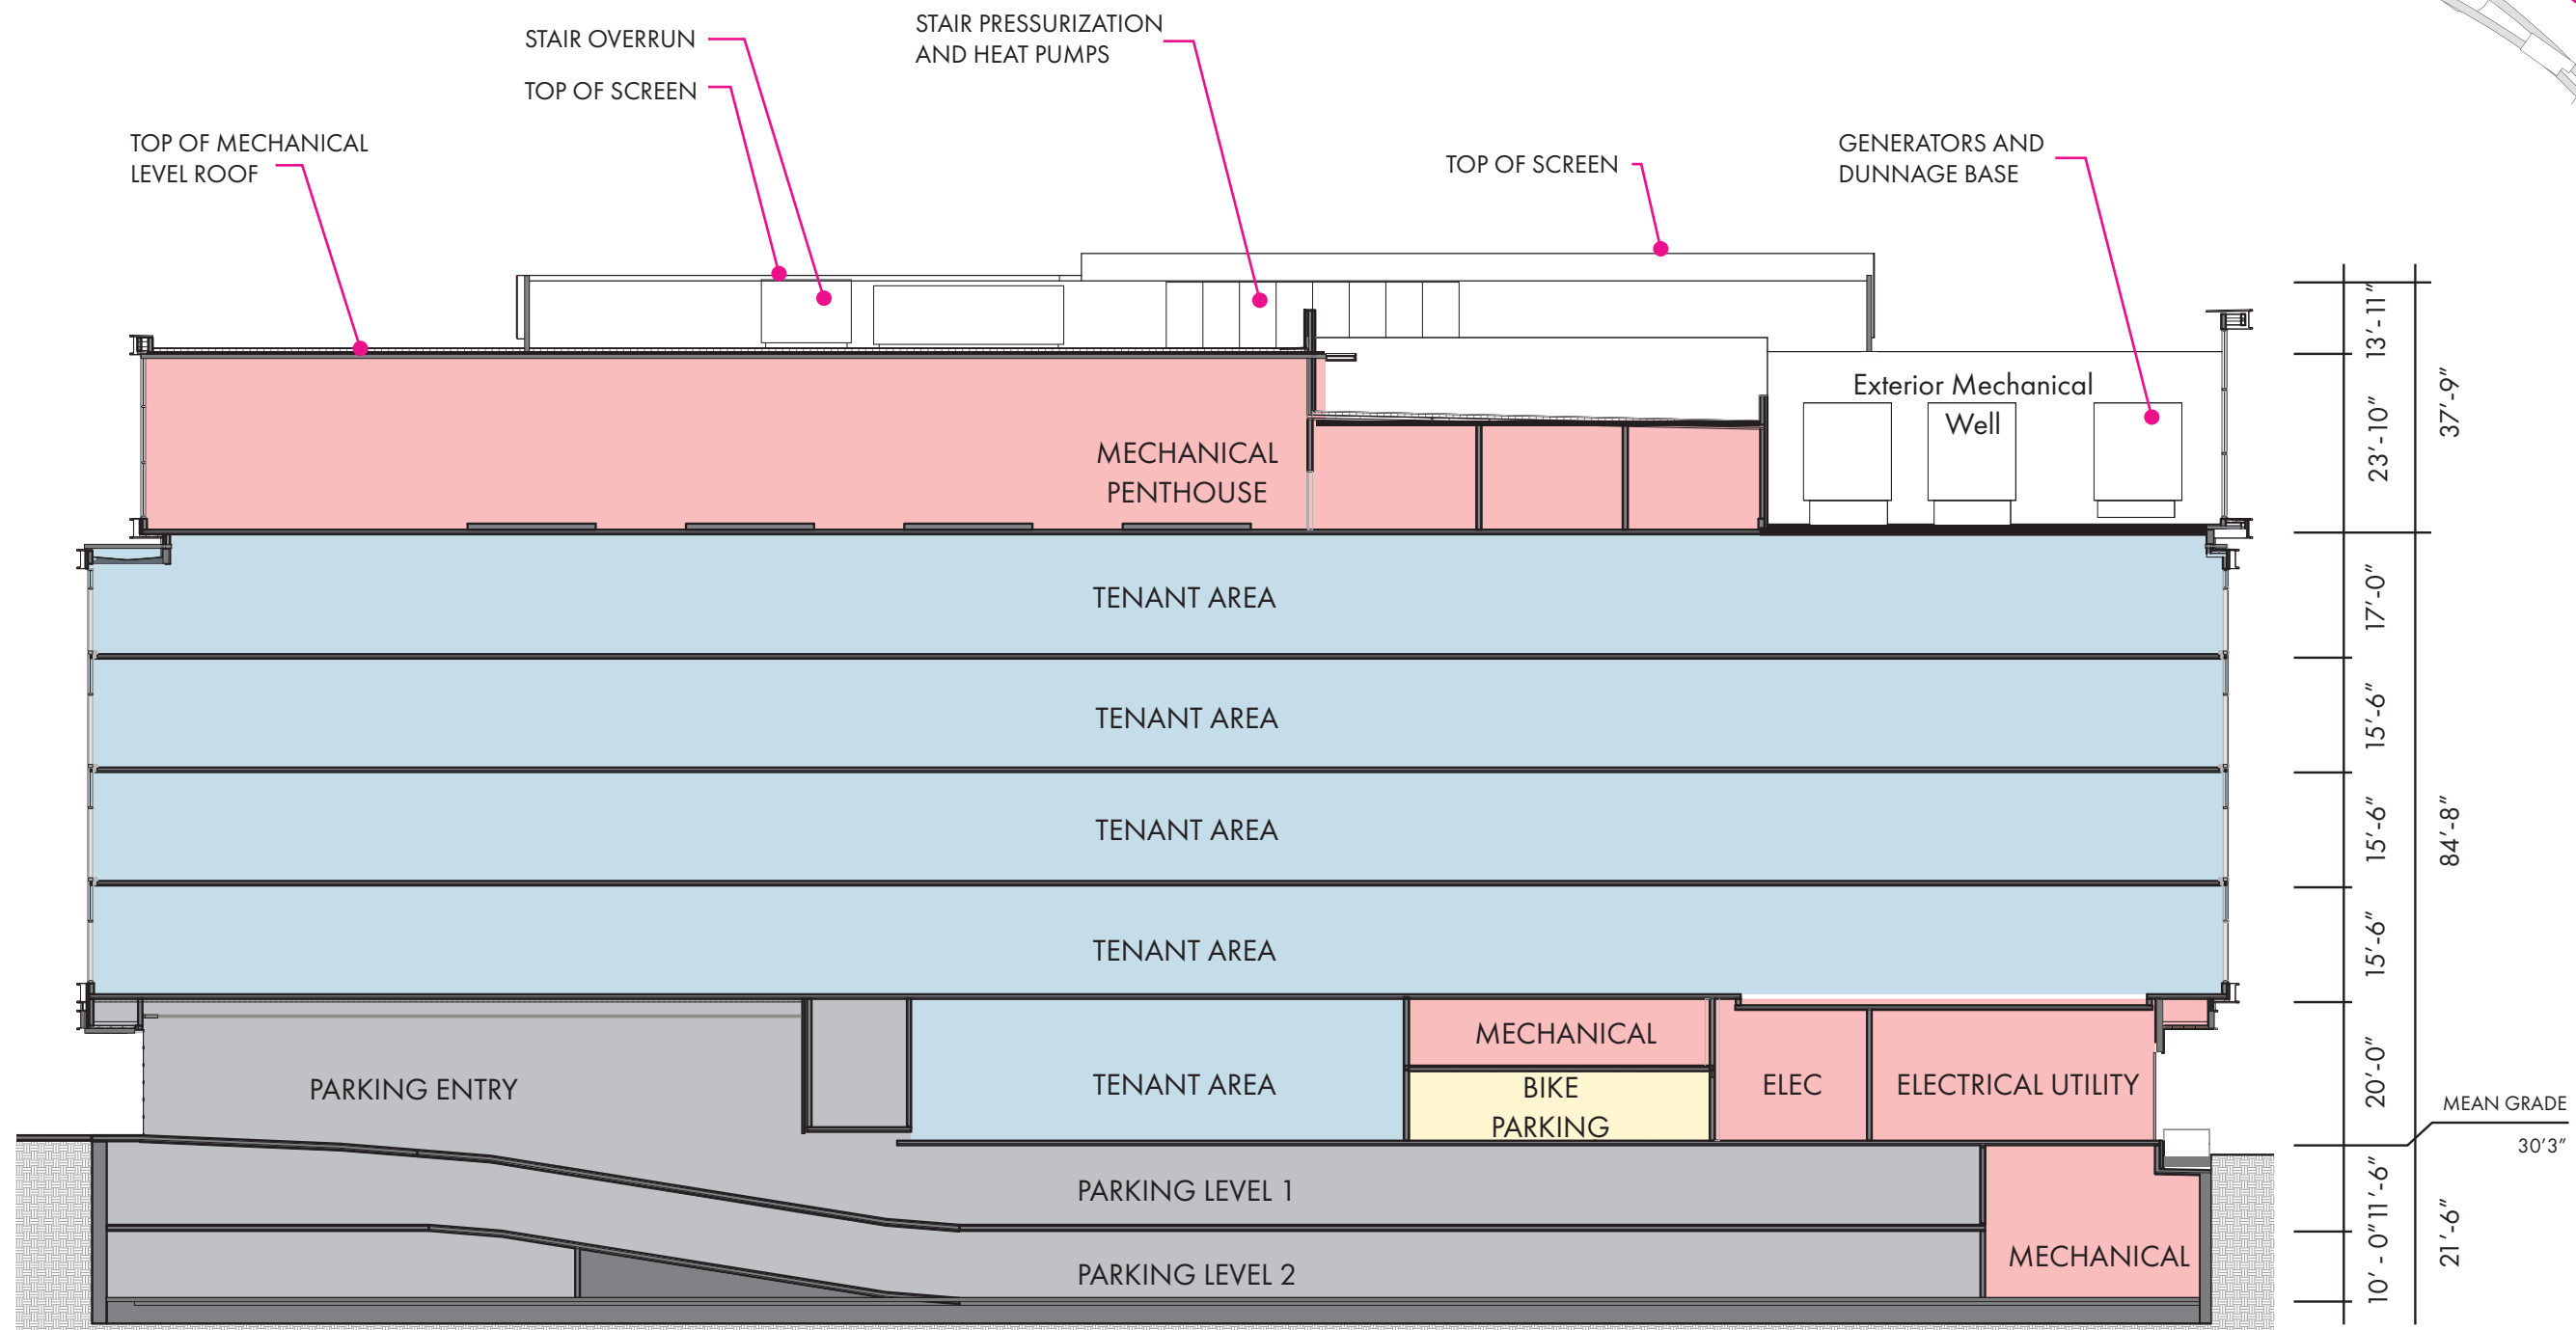 STAIR PRESSURIZATION
AND HEAT PUMPS
STAIR OVERRUN
TOP OF SCREEN
TOP OF MECHANICAL
LEVEL ROOF
TOP OF SCREEN
GENERATORS AND
DUNNAGE BASE
Exterior Mechanical
Well
MECHANICAL
PENTHOUSE
TENANT AREA
TENANT AREA
TENANT AREA
TENANT AREA
PARKING ENTRY
TENANT AREA
MECHANICAL
BIKE
PARKING
ELEC
ELECTRICAL UTILITY
PARKING LEVEL 1
PARKING LEVEL 2
MECHANICAL
13'-11"
23'-10"
37'-9"
17'-0"
15'-6"
15'-6"
15'-6"
20'-0"
84'-8"
MEAN GRADE
30'3"
11'-6"
10' - 0"
21'-6"